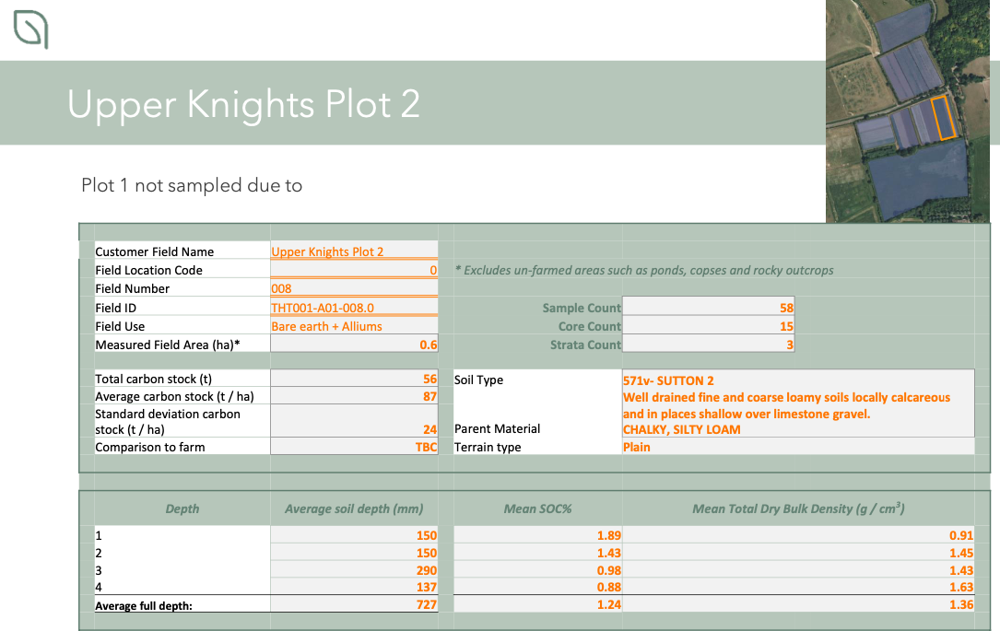 Upper Knights Plot 2
Plot 1 not sampled due to
Customer Field Name Upper Knights Plot 2
Field Location Code 0 * Excludes un-farmed areas such as ponds, copses and rocky outcrops
Field Number 008
Field ID THT001-A01-008.0 Sample Count 58
Field Use Bare earth + Alliums Core Count 15
Measured Field Area (ha)* 0.6 Strata Count 3
Total carbon stock (t) 56 Soil Type 571v- SUTTON 2
Average carbon stock (t / ha) 87 Well drained fine and coarse loamy soils locally calcareous
Standard deviation carbon and in places shallow over limestone gravel.
stock (t / ha) 24 Parent Material CHALKY, SILTY LOAM
Comparison to farm TBC Terrain type Plain
Depth Average soil depth (mm) Mean SOC% Mean Total Dry Bulk Density (g / cm³)
1 150 1.89 0.91
2 150 1.43 1.45
3 290 0.98 1.43
4 137 0.88 1.63
Average full depth: 727 1.24 1.36